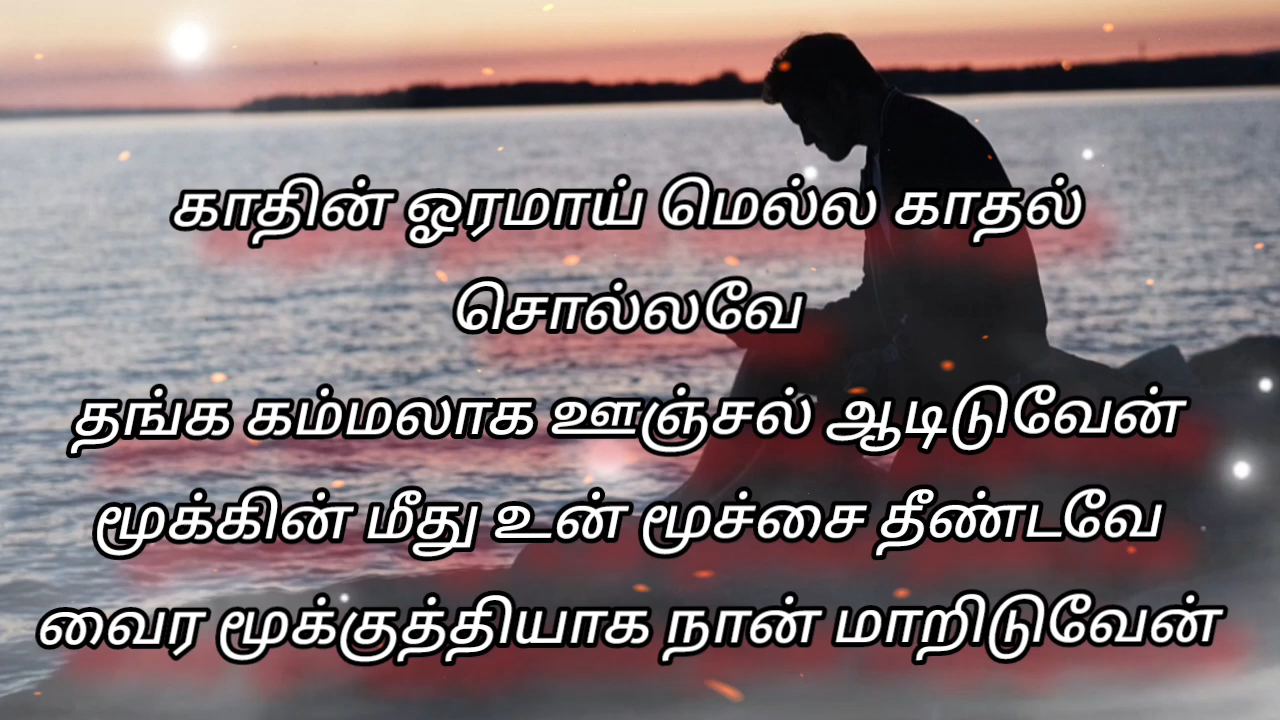 காதின் ஓரமாய் மெல்ல காதல்
சொல்லவே
தங்க கம்மலாக ஊஞ்சல் ஆடிடுவேன்
மூக்கின் மீது உன் மூச்சை தீண்டவே
வைர மூக்குத்தியாக நான் மாறிடுவேன்